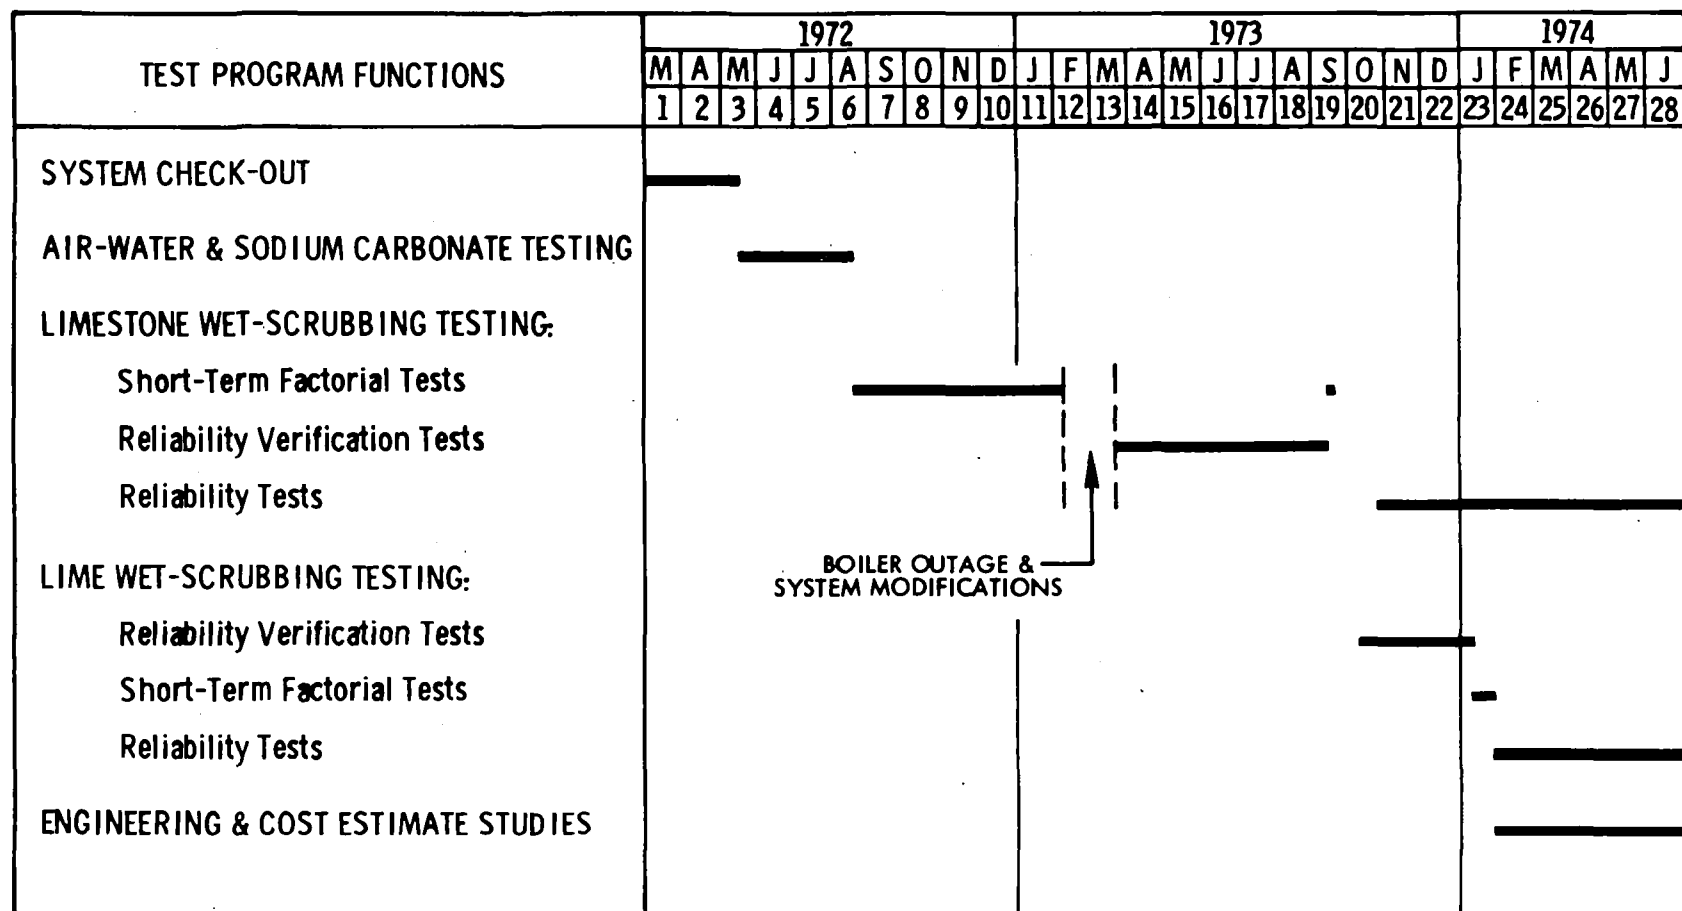 1972 1973 1974
TEST PROGRAM FUNCTIONS
M A M J J A S O N D J F M A M J J A S O N D J F M A M J
1 2 3 4 5 6 7 8 9 10 11 12 13 14 15 16 17 18 19 20 21 22 23 24 25 26 27 28
SYSTEM CHECK-OUT
AIR-WATER & SODIUM CARBONATE TESTING
LIMESTONE WET-SCRUBBING TESTING:
Short-Term Factorial Tests
Reliability Verification Tests
Reliability Tests
BOILER OUTAGE &
SYSTEM MODIFICATIONS
LIME WET-SCRUBBING TESTING:
Reliability Verification Tests
Short-Term Factorial Tests
Reliability Tests
ENGINEERING & COST ESTIMATE STUDIES